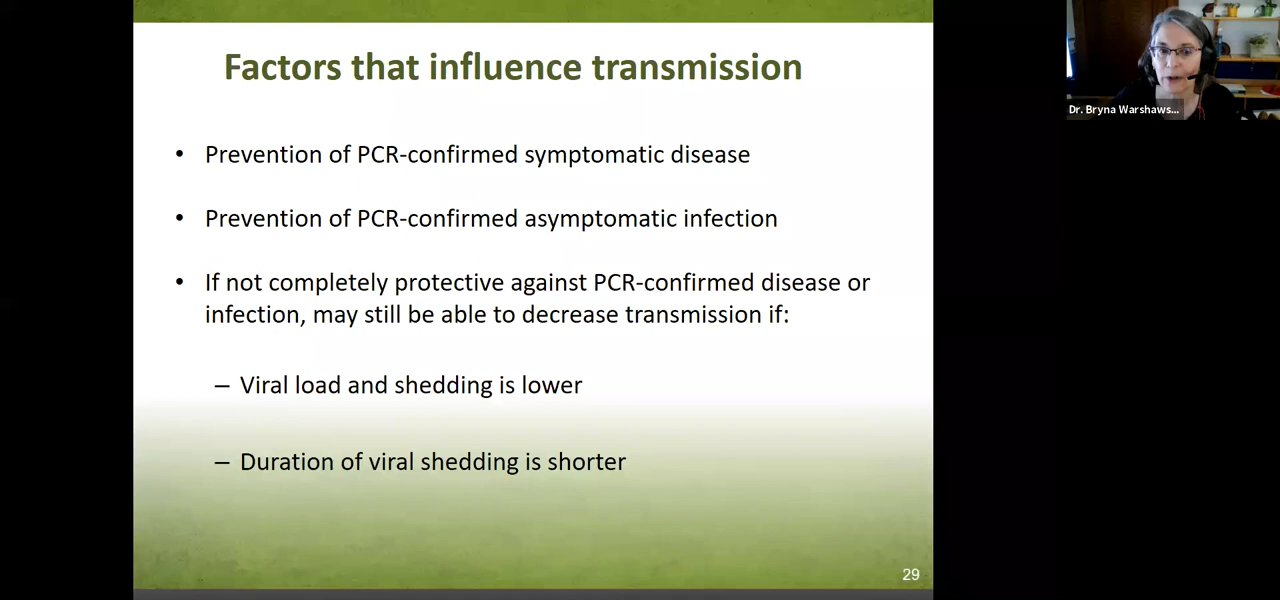 Factors that influence transmission
Dr. Bryna Warshaws...
• Prevention of PCR-confirmed symptomatic disease
• Prevention of PCR-confirmed asymptomatic infection
• If not completely protective against PCR-confirmed disease or
infection, may still be able to decrease transmission if:
– Viral load and shedding is lower
– Duration of viral shedding is shorter
29